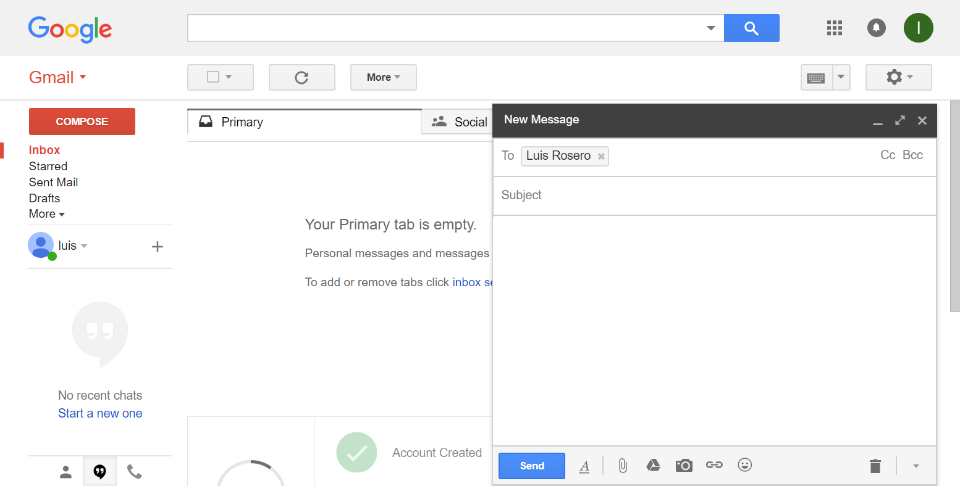 Google
I
Gmail
More
COMPOSE
Inbox
Starred
Sent Mail
Drafts
More
luis
No recent chats
Start a new one
Primary
Social
Your Primary tab is empty.
Personal messages and messages
To add or remove tabs click inbox se
Account Created
New Message
To Luis Rosero Cc Bcc
Subject
Send A